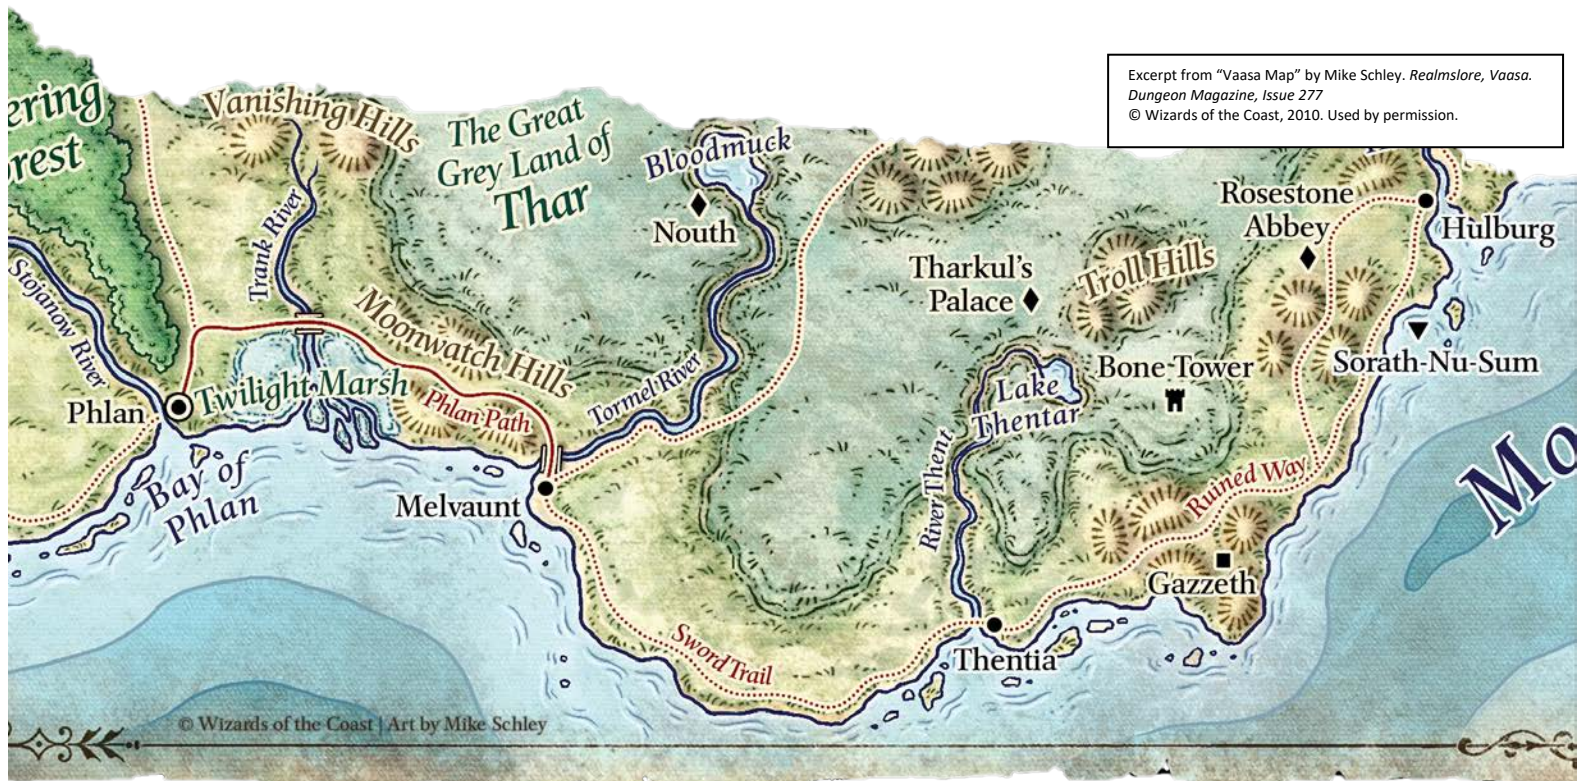 Excerpt from “Vaasa Map” by Mike Schley. Realmslore, Vaasa.
Dungeon Magazine, Issue 277
© Wizards of the Coast, 2010. Used by permission.
ering
rest
Vanishing Hills
The Great
Grey Land of
Thar
Bloodmuck
Nouth
Rosestone
Abbey
Hulburg
Trank River
Stojanow River
Tharkul's
Palace
Troll Hills
Moonwatch Hills
Sorath-Nu-Sum
Bone Tower
Lake
Thentar
Phlan
Twilight Marsh
Phlan Path
Tormel River
River Thent
Bay of
Phlan
Melvaunt
Ruined Way
Mo
Gazzeth
Sword Trail
Thentia
© Wizards of the Coast | Art by Mike Schley